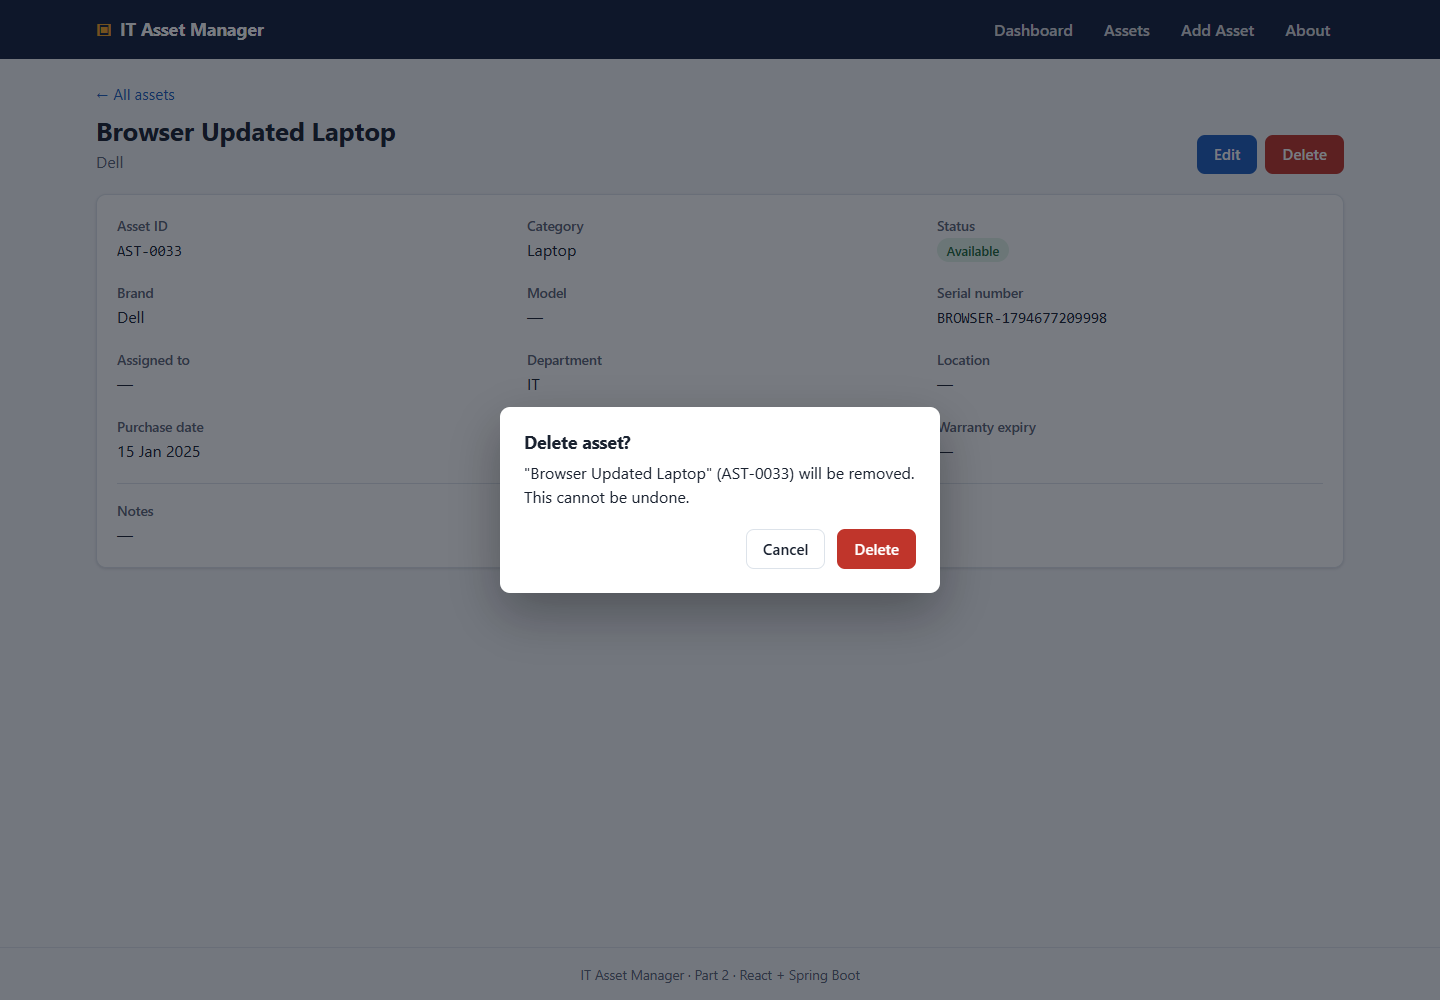 IT Asset Manager
Dashboard Assets Add Asset About
← All assets
Browser Updated Laptop
Dell
Edit Delete
Asset ID Category Status
AST-0033 Laptop Available
Brand Model Serial number
Dell — BROWSER-1794677209998
Assigned to Department Location
— IT —
Purchase date Warranty expiry
15 Jan 2025 —
Notes
—
Delete asset?
"Browser Updated Laptop" (AST-0033) will be removed.
This cannot be undone.
Cancel Delete
IT Asset Manager · Part 2 · React + Spring Boot